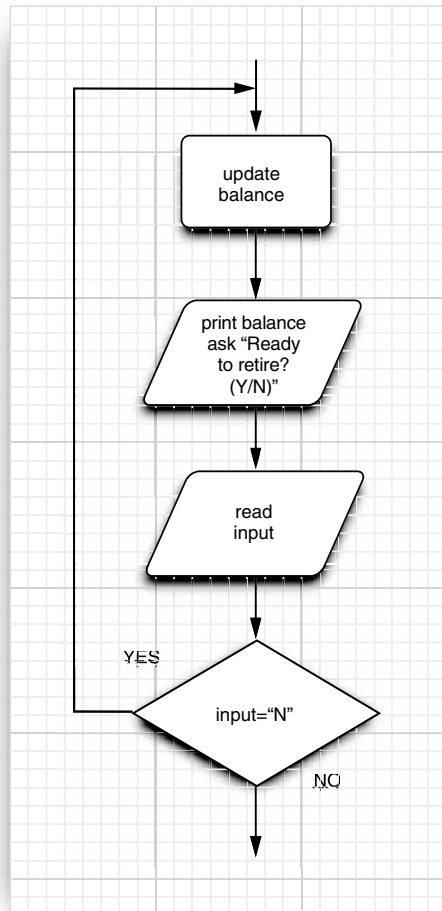 update
balance
print balance
ask “Ready
to retire?
(Y/N)”
read
input
YES
input=“N”
NO